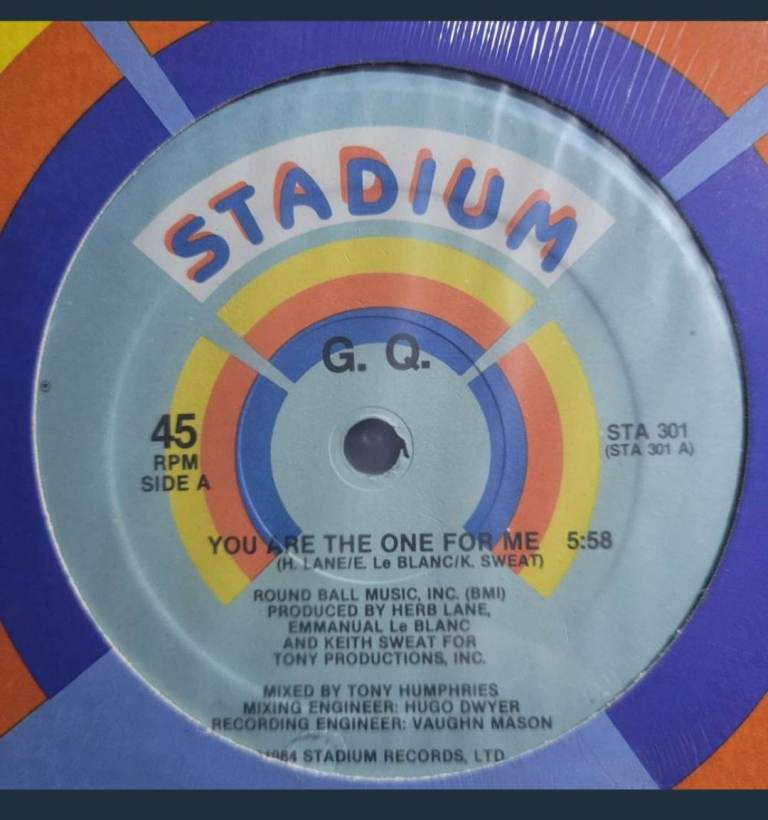 STADIUM
G. Q.
45
RPM
SIDE A
STA 301
(STA 301 A)
YOU ARE THE ONE FOR ME 5:58
(H. LANE/E. Le BLANC/K. SWEAT)
ROUND BALL MUSIC, INC. (BMI)
PRODUCED BY HERB LANE,
EMMANUAL Le BLANC
AND KEITH SWEAT FOR
TONY PRODUCTIONS, INC.
MIXED BY TONY HUMPHRIES
MIXING ENGINEER: HUGO DWYER
RECORDING ENGINEER: VAUGHN MASON
1984 STADIUM RECORDS, LTD